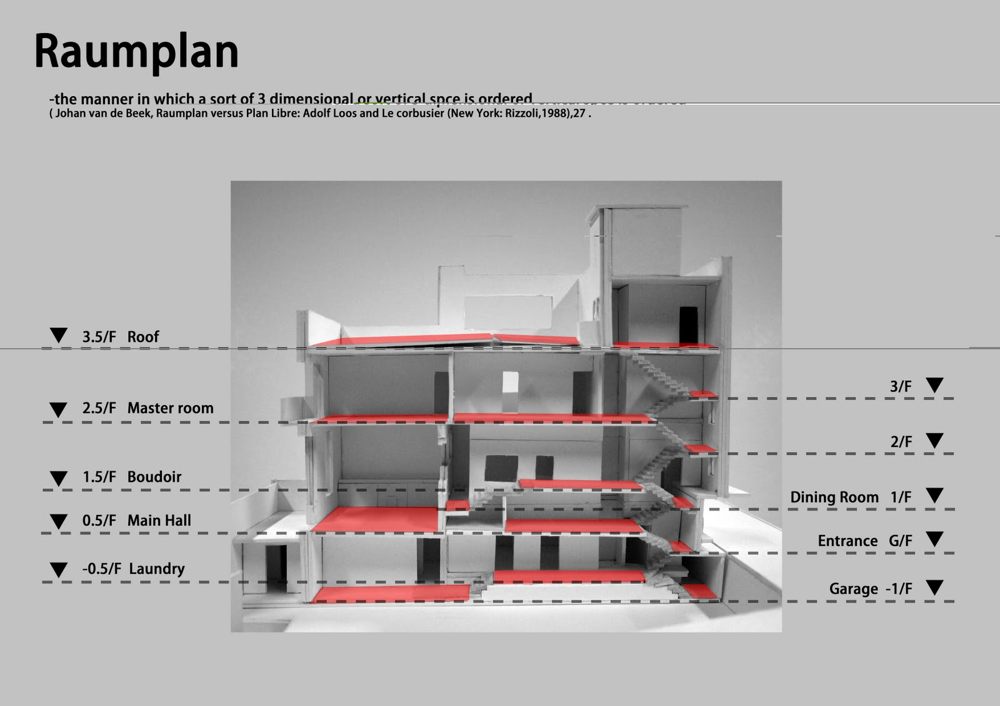 Raumplan
-the manner in which a sort of 3 dimensional or vertical spce is ordered
( Johan van de Beek, Raumplan versus Plan Libre: Adolf Loos and Le corbusier (New York: Rizzoli,1988),27 .
3.5/F Roof
3/F
2.5/F Master room
2/F
1.5/F Boudoir
Dining Room 1/F
0.5/F Main Hall
Entrance G/F
-0.5/F Laundry
Garage -1/F